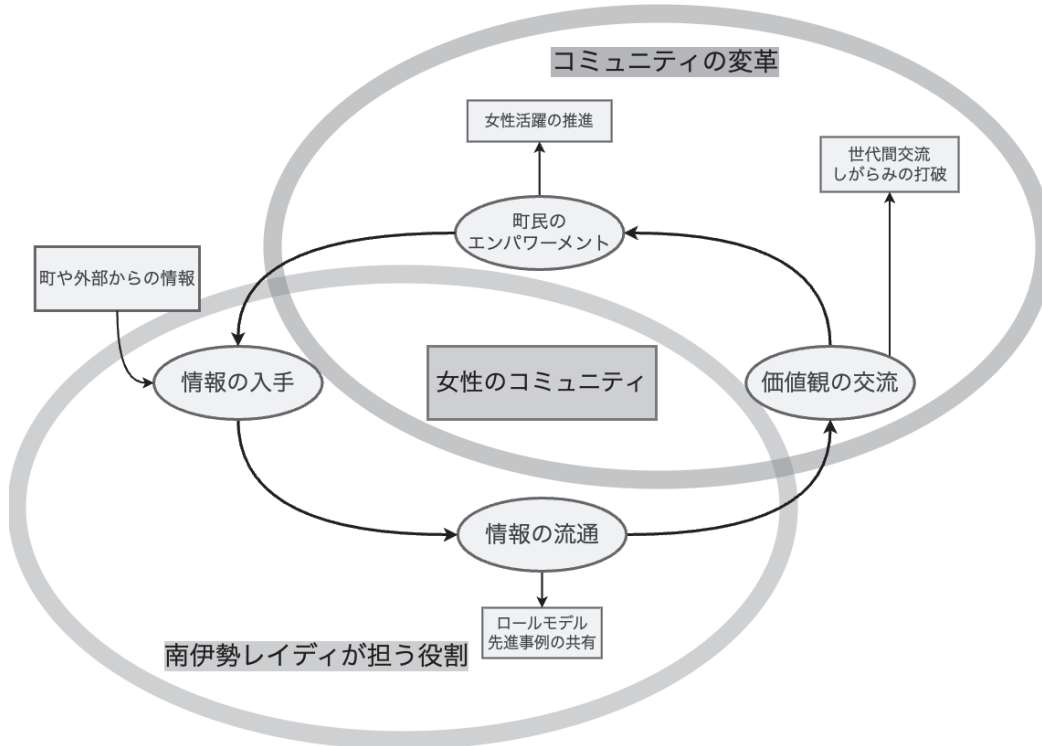 コミュニティの変革
女性活躍の推進
世代間交流
しがらみの打破
町民の
エンパワーメント
町や外部からの情報
情報の入手
女性のコミュニティ
価値観の交流
情報の流通
ロールモデル
先進事例の共有
南伊勢レイディが担う役割